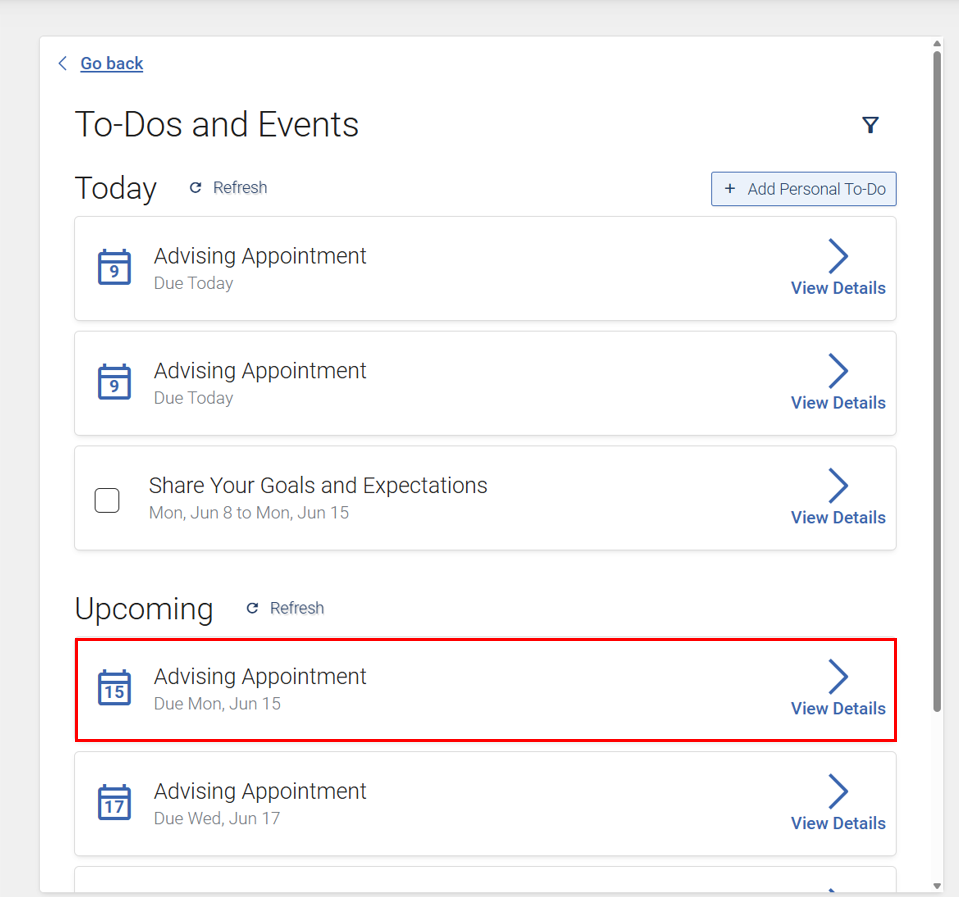 Go back
To-Dos and Events
Today Refresh + Add Personal To-Do
9 Advising Appointment
Due Today
View Details
9 Advising Appointment
Due Today
View Details
Share Your Goals and Expectations
Mon, Jun 8 to Mon, Jun 15
View Details
Upcoming Refresh
15 Advising Appointment
Due Mon, Jun 15
View Details
17 Advising Appointment
Due Wed, Jun 17
View Details